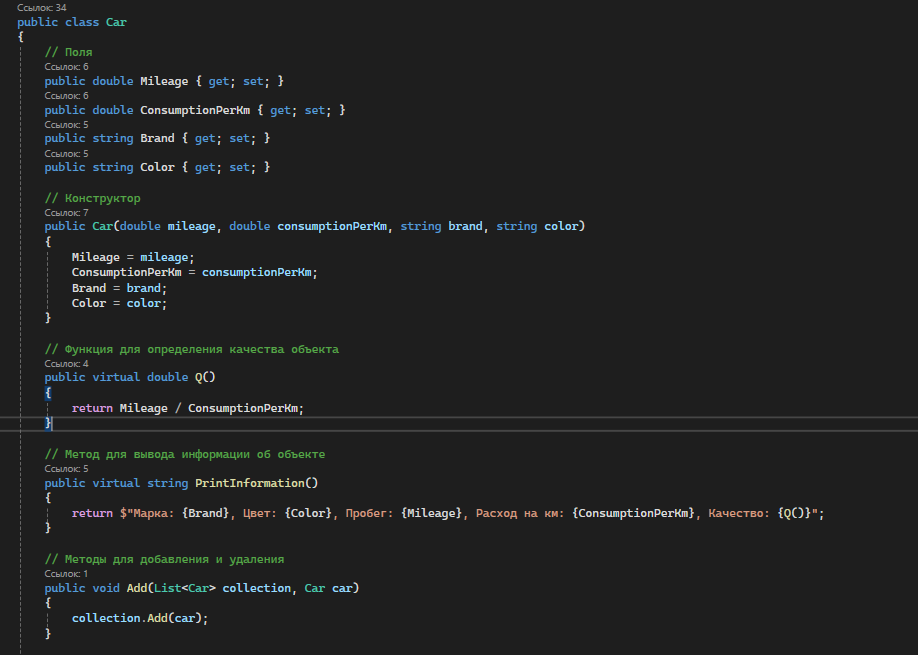 Ссылок: 34
public class Car
{
// Поля
Ссылок: 6
public double Mileage { get; set; }
Ссылок: 6
public double ConsumptionPerKm { get; set; }
Ссылок: 5
public string Brand { get; set; }
Ссылок: 5
public string Color { get; set; }
// Конструктор
Ссылок: 7
public Car(double mileage, double consumptionPerKm, string brand, string color)
{
Mileage = mileage;
ConsumptionPerKm = consumptionPerKm;
Brand = brand;
Color = color;
}
// Функция для определения качества объекта
Ссылок: 4
public virtual double Q()
{
return Mileage / ConsumptionPerKm;
}
// Метод для вывода информации об объекте
Ссылок: 5
public virtual string PrintInformation()
{
return $"Марка: {Brand}, Цвет: {Color}, Пробег: {Mileage}, Расход на км: {ConsumptionPerKm}, Качество: {Q()}";
}
// Методы для добавления и удаления
Ссылок: 1
public void Add(List<Car> collection, Car car)
{
collection.Add(car);
}